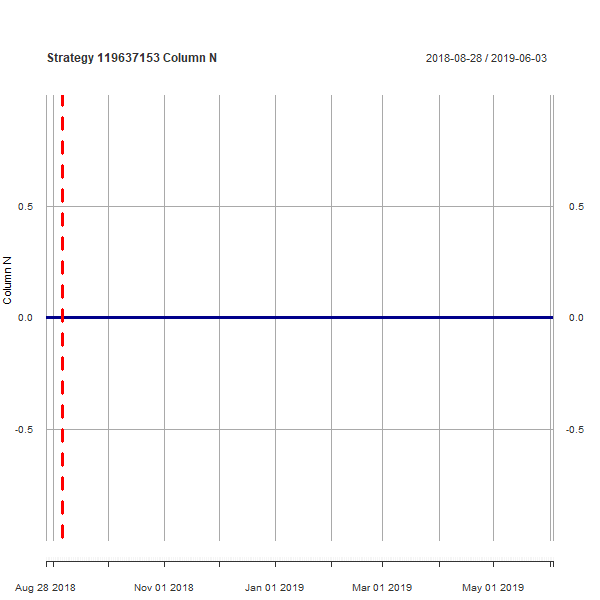 Strategy 119637153 Column N
2018-08-28 / 2019-06-03
0.5
0.5
Column N
0.0
0.0
-0.5
-0.5
Aug 28 2018
Nov 01 2018
Jan 01 2019
Mar 01 2019
May 01 2019